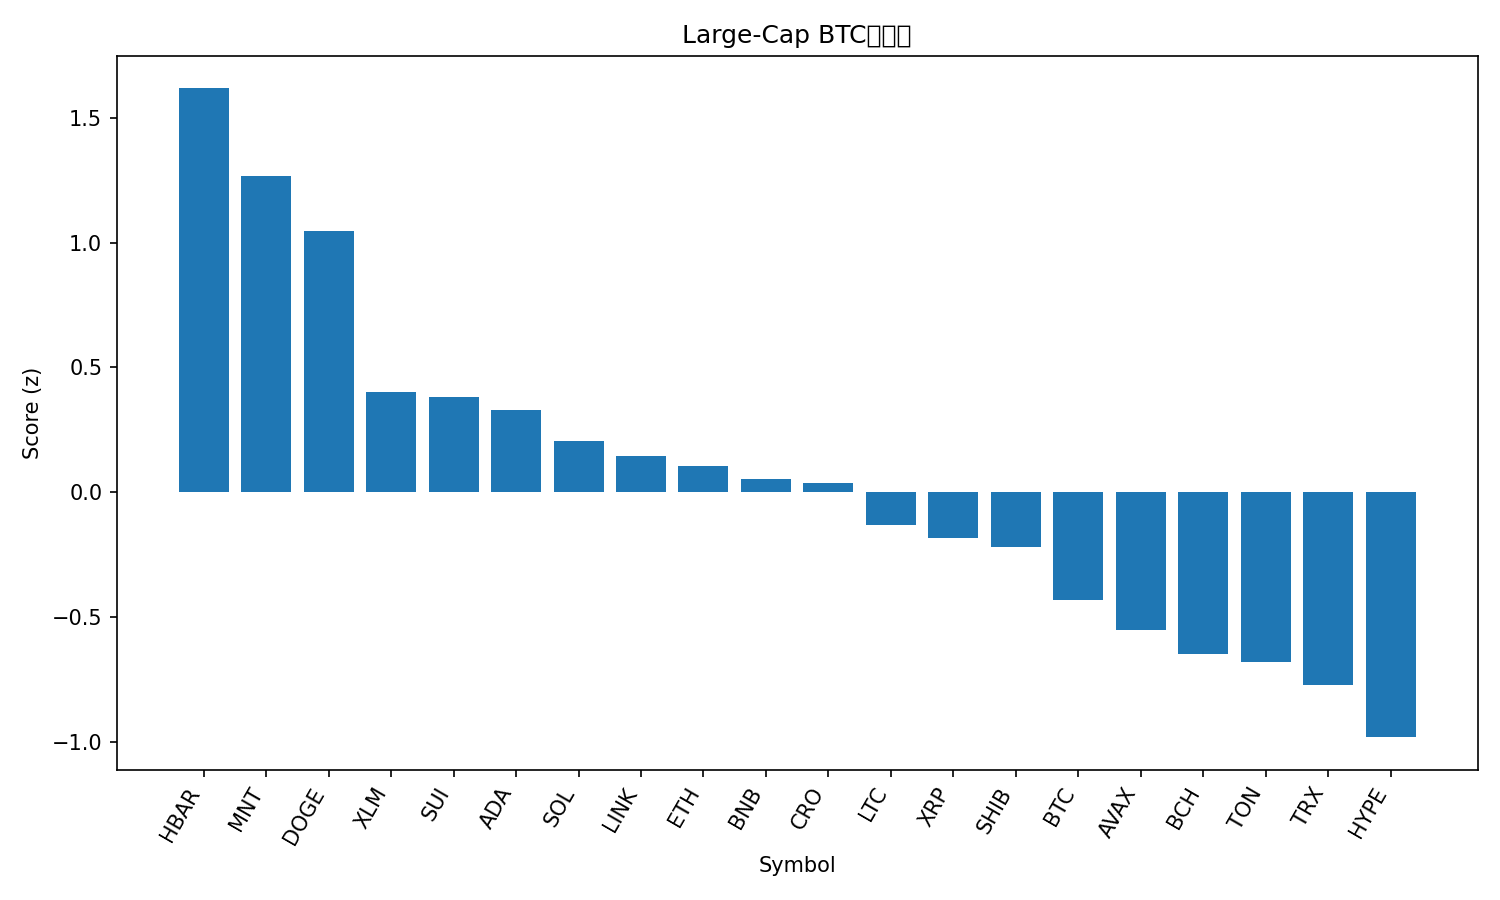 Large-Cap BTC
1.5
1.0
0.5
0.0
−0.5
−1.0
Score (z)
HBAR
MNT
DOGE
XLM
SUI
ADA
SOL
LINK
ETH
BNB
CRO
LTC
XRP
SHIB
BTC
AVAX
BCH
TON
TRX
HYPE
Symbol